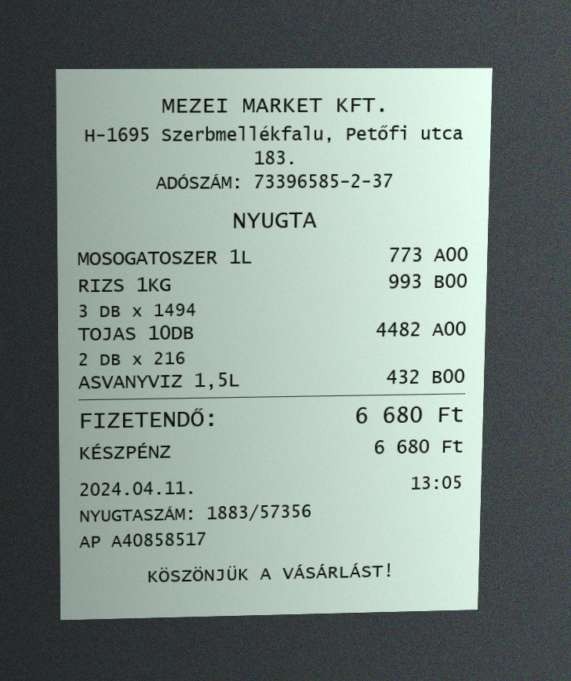 MEZEI MARKET KFT.
H-1695 Szerbmellékfalu, Petőfi utca
183.
ADÓSZÁM: 73396585-2-37
NYUGTA
MOSOGATOSZER 1L 773 A00
RIZS 1KG 993 B00
3 DB x 1494
TOJAS 10DB 4482 A00
2 DB x 216
ASVANYVIZ 1,5L 432 B00
FIZETENDŐ: 6 680 Ft
KÉSZPÉNZ 6 680 Ft
2024.04.11. 13:05
NYUGTASZÁM: 1883/57356
AP A40858517
KÖSZÖNJÜK A VÁSÁRLÁST!